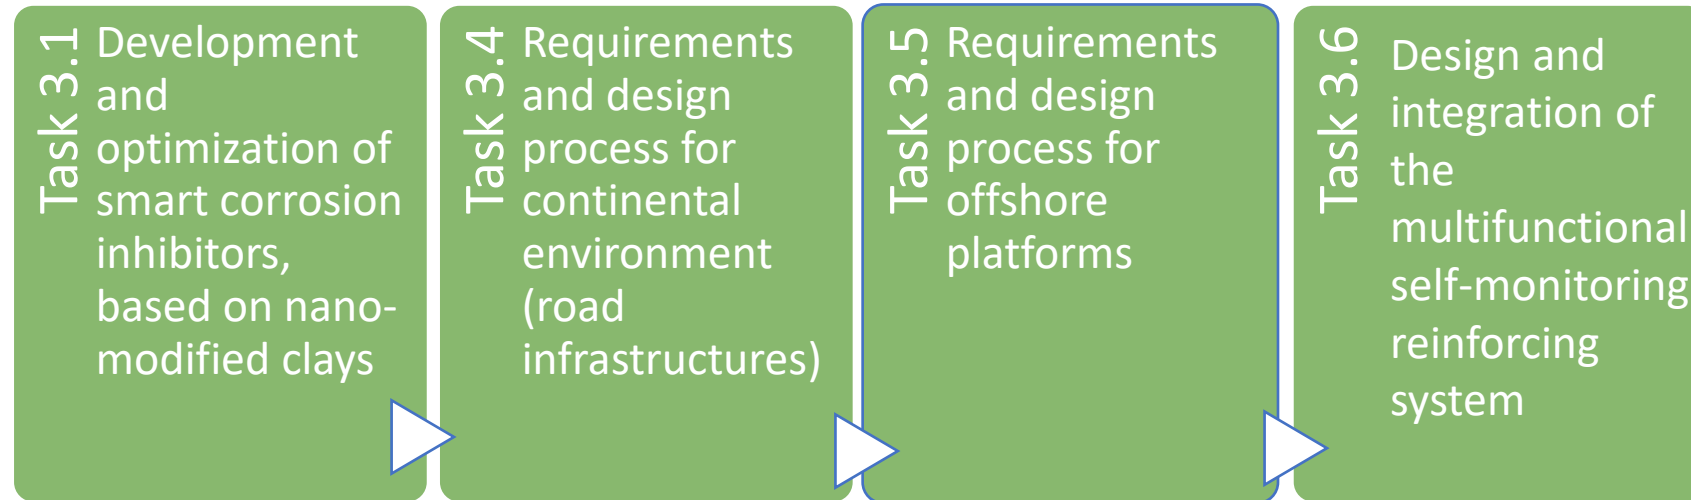 Task 3.1
Development
and
optimization of
smart corrosion
inhibitors,
based on nano-
modified clays
Task 3.4
Requirements
and design
process for
continental
environment
(road
infrastructures)
Task 3.5
Requirements
and design
process for
offshore
platforms
Task 3.6
Design and
integration of
the
multifunctional
self-monitoring
reinforcing
system